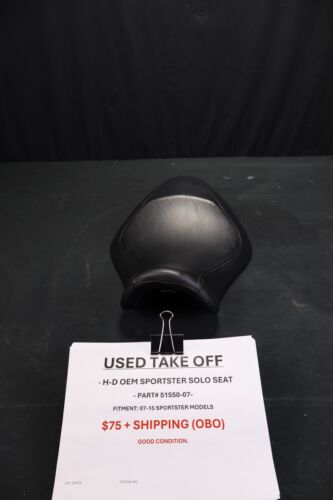 USED TAKE OFF
- H-D OEM SPORTSTER SOLO SEAT
- PART# 51550-07-
FITMENT: 07-15 SPORTSTER MODELS
$75 + SHIPPING (OBO)
GOOD CONDITION.